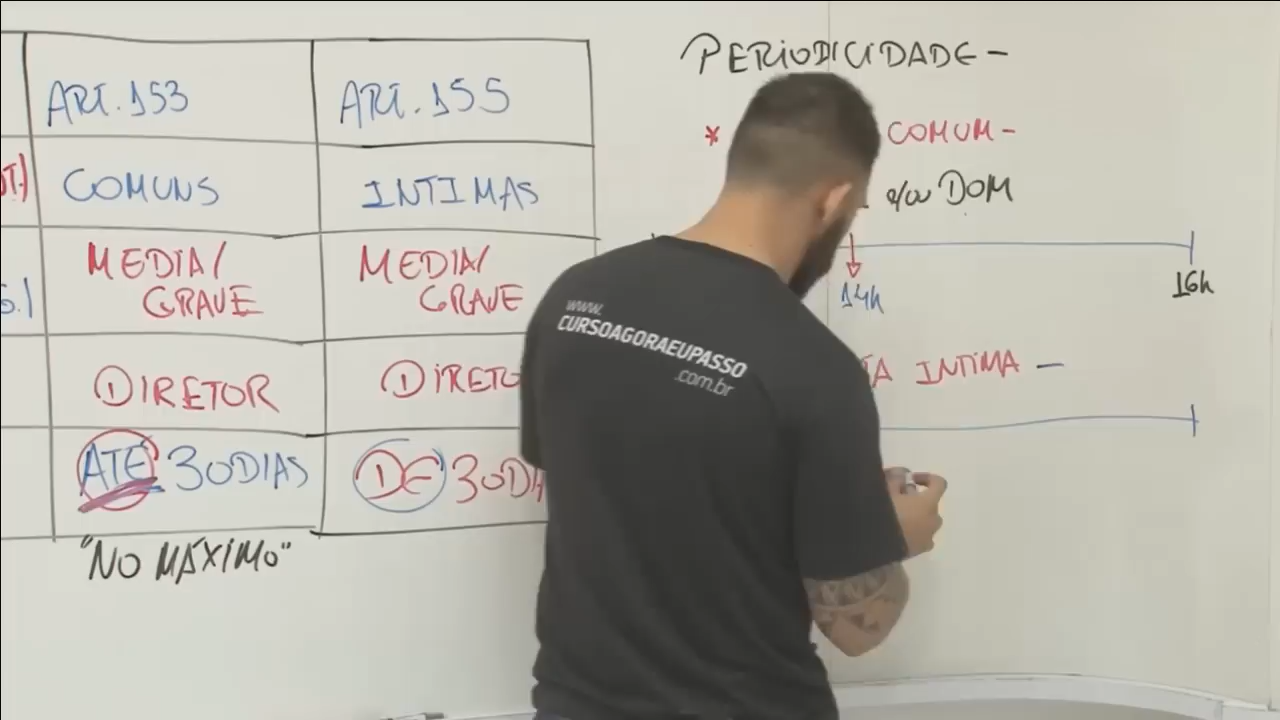 ART.153
ART.155
COMUNS
INTIMAS
MEDIA/
GRAVE
MEDIA/
GRAVE
DIRETOR
DIRETO
ATÉ 30DIAS
DE 30DI
"NO MÁXIMO"
PERIODICIDADE -
* COMUM -
e/ou DOM
14h
16h
INTIMA -
www.
CURSOAGORAEUPASSO
.com.br